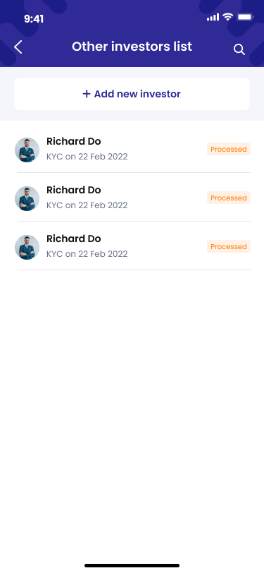 9:41
Other investors list
+ Add new investor
Richard Do
KYC on 22 Feb 2022
Processed
Richard Do
KYC on 22 Feb 2022
Processed
Richard Do
KYC on 22 Feb 2022
Processed